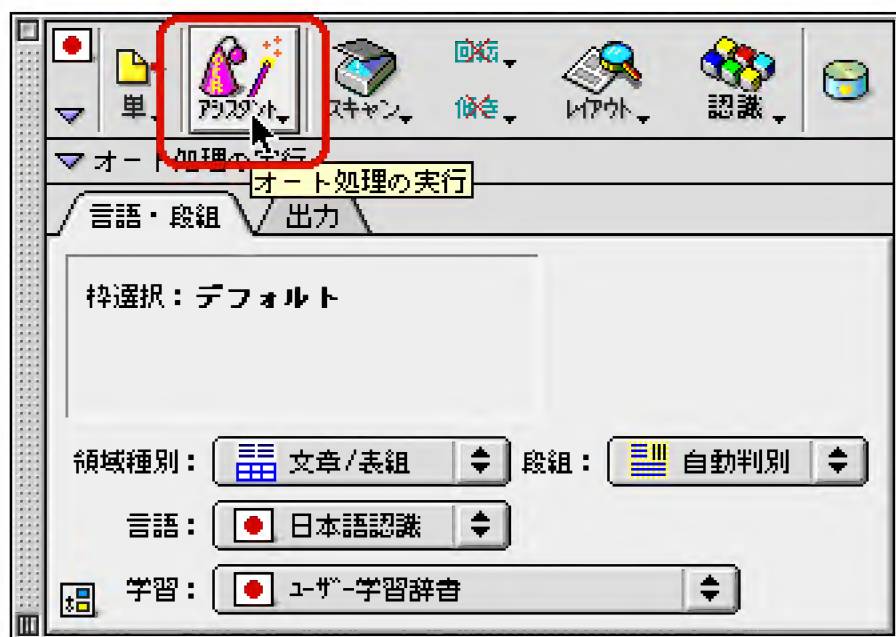 単 アシスタント スキャン 回転 傾き レイアウト 認識
オート処理の実行
オート処理の実行
言語・段組 出力
枠選択：デフォルト
領域種別： 文章/表組 段組： 自動判別
言語： 日本語認識
学習： ユーザー学習辞書